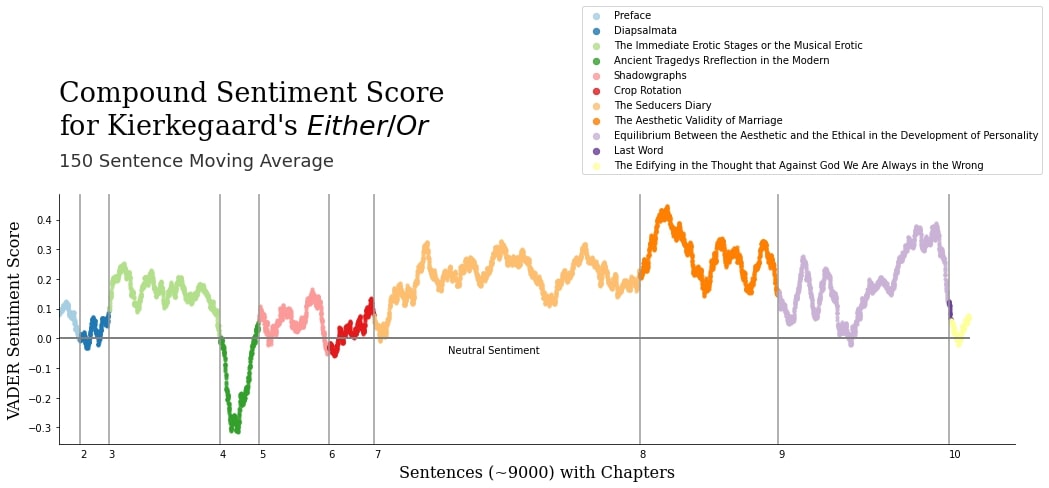 Preface
Diapsalmata
The Immediate Erotic Stages or the Musical Erotic
Ancient Tragedys Rreflection in the Modern
Shadowgraphs
Crop Rotation
The Seducers Diary
The Aesthetic Validity of Marriage
Equilibrium Between the Aesthetic and the Ethical in the Development of Personality
Last Word
The Edifying in the Thought that Against God We Are Always in the Wrong
Compound Sentiment Score
for Kierkegaard's Either/Or
150 Sentence Moving Average
VADER Sentiment Score
0.4
0.3
0.2
0.1
0.0
−0.1
−0.2
−0.3
Neutral Sentiment
2 3 4 5 6 7 8 9 10
Sentences (~9000) with Chapters